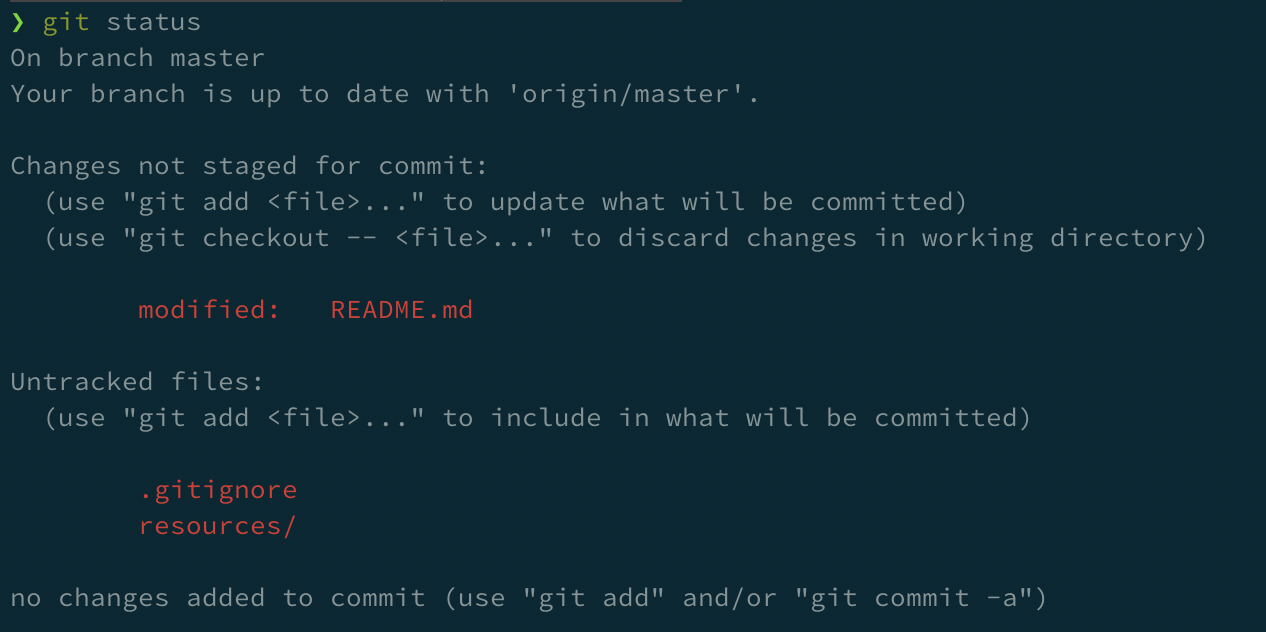 ❯ git status
On branch master
Your branch is up to date with 'origin/master'.

Changes not staged for commit:
  (use "git add <file>..." to update what will be committed)
  (use "git checkout -- <file>..." to discard changes in working directory)

        modified:   README.md

Untracked files:
  (use "git add <file>..." to include in what will be committed)

        .gitignore
        resources/

no changes added to commit (use "git add" and/or "git commit -a")